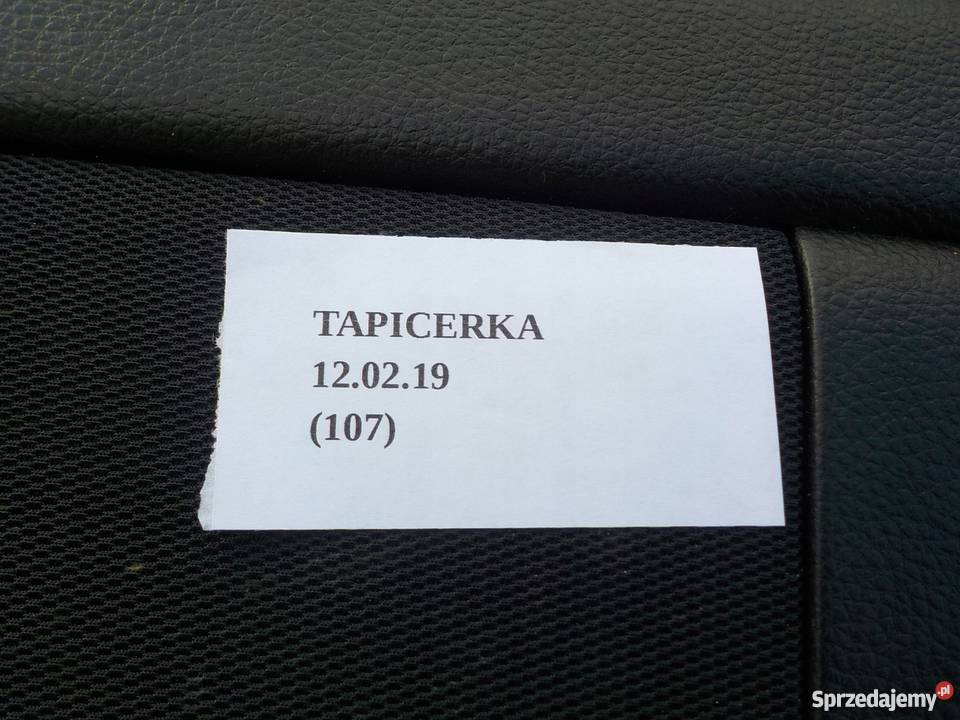 TAPICERKA
12.02.19
(107)
Sprzedajemy.pl